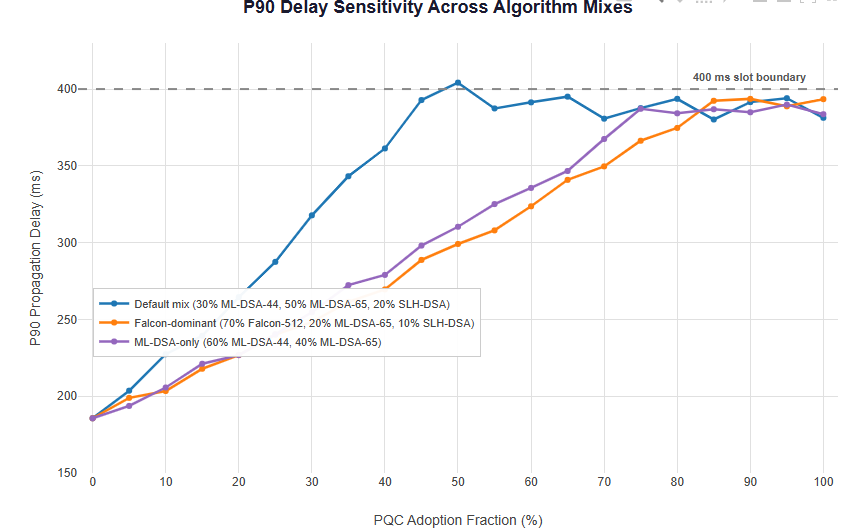 P90 Delay Sensitivity Across Algorithm Mixes
400 ms slot boundary
400
350
300
250
200
150
P90 Propagation Delay (ms)
Default mix (30% ML-DSA-44, 50% ML-DSA-65, 20% SLH-DSA)
Falcon-dominant (70% Falcon-512, 20% ML-DSA-65, 10% SLH-DSA)
ML-DSA-only (60% ML-DSA-44, 40% ML-DSA-65)
0 10 20 30 40 50 60 70 80 90 100
PQC Adoption Fraction (%)